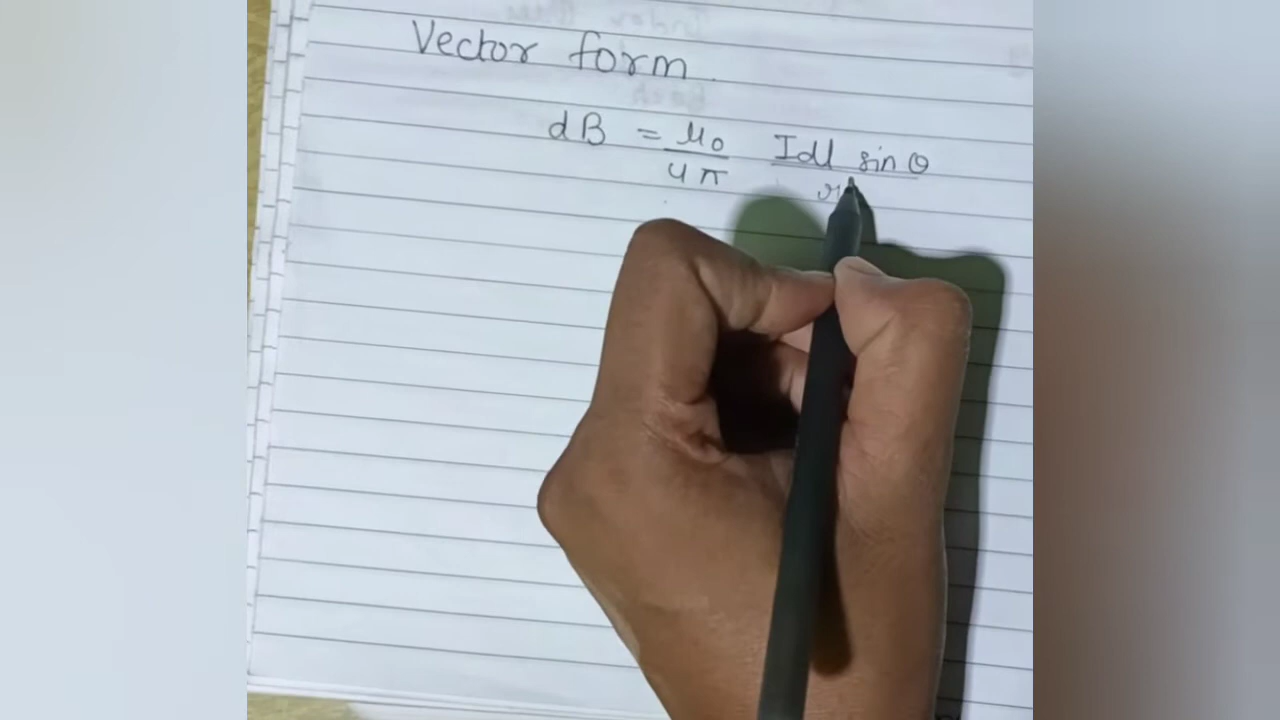 Vector form.
dB = μ₀/4π Idl sin θ/r